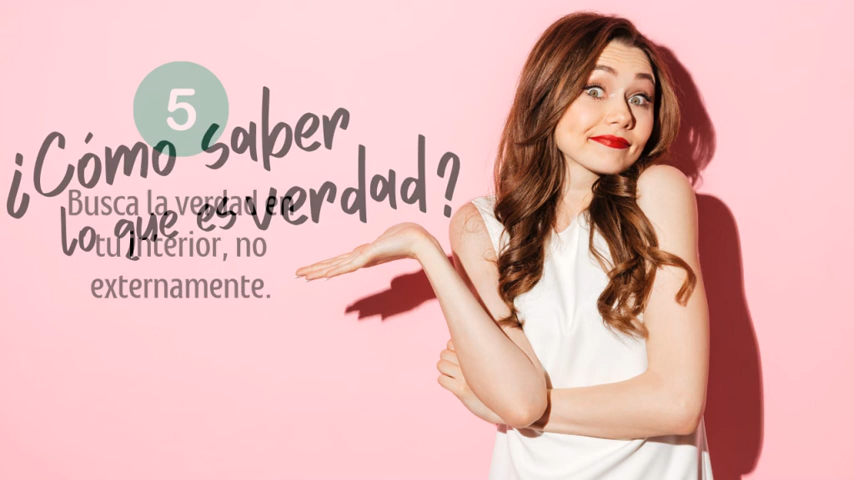 5
¿Cómo saber
lo que es verdad?
Busca la verdad en
tu interior, no
externamente.